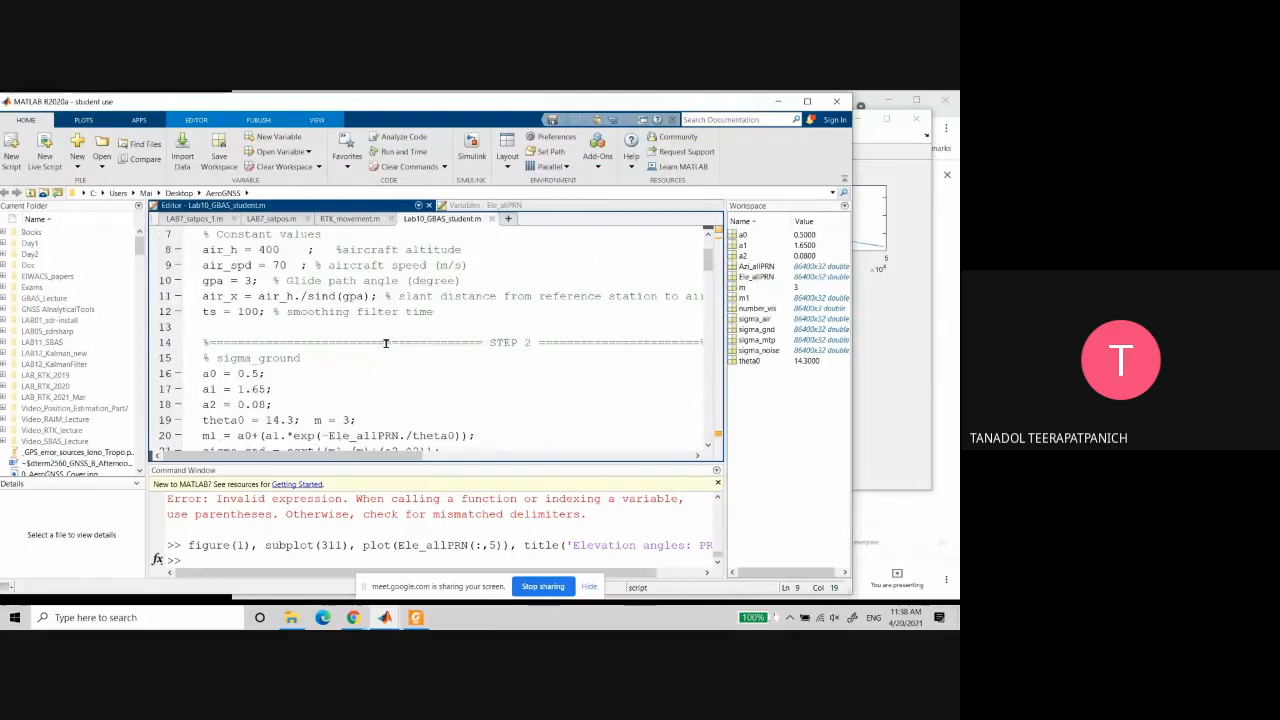 MATLAB R2020a - student use
HOME PLOTS APPS EDITOR PUBLISH VIEW Search Documentation Sign In
New Script
New Live Script
New
Open
Find Files
Compare
Import Data
Save Workspace
New Variable
Open Variable
Clear Workspace
Favorites
Analyze Code
Run and Time
Clear Commands
Simulink
Layout
Preferences
Set Path
Parallel
Add-Ons
Help
Community
Request Support
Learn MATLAB
FILE VARIABLE CODE SIMULINK ENVIRONMENT RESOURCES
C: Users Mai Desktop AeroGNSS
Current Folder
Name
Books
Day1
Day2
Doc
EIWACS_papers
Exams
GBAS_Lecture
GNSS AInalyticalTools
LAB01_sdr-install
LAB05_sdrsharp
LAB11_SBAS
LAB12_Kalman_new
LAB12_KalmanFilter
LAB_RTK_2019
LAB_RTK_2020
LAB_RTK_2021_Mar
Video_Position_Estimation_Part2
Video_RAIM_Lecture
Video_RTK_lecture
Video_SBAS_Lecture
_GPS_error_sources_Iono_Tropo.p...
~$dterm2560_GNSS_B_Afternoo...
0_AeroGNSS_Cover.jpg
Details
Select a file to view details
Editor - Lab10_GBAS_student.m
Variables - Ele_allPRN
LAB7_satpos_1.m LAB7_satpos.m RTK_movement.m Lab10_GBAS_student.m
7 % Constant values
8 air_h = 400 ; %aircraft altitude
9 air_spd = 70 ; % aircraft speed (m/s)
10 gpa = 3; % Glide path angle (degree)
11 air_x = air_h./sind(gpa); % slant distance from reference station to air
12 ts = 100; % smoothing filter time
13
14 %======================================= STEP 2 =======================%
15 % sigma_ground
16 a0 = 0.5;
17 a1 = 1.65;
18 a2 = 0.08;
19 theta0 = 14.3; m = 3;
20 m1 = a0+(a1.*exp(-Ele_allPRN./theta0));
Command Window
New to MATLAB? See resources for Getting Started.
Error: Invalid expression. When calling a function or indexing a variable,
use parentheses. Otherwise, check for mismatched delimiters.
>> figure(1), subplot(311), plot(Ele_allPRN(:,5)), title('Elevation angles: PR
fx >>
Workspace
Name Value
a0 0.5000
a1 1.6500
a2 0.0800
Azi_allPRN 86400x32 double
Ele_allPRN 86400x32 double
m 3
m1 86400x32 double
number_vis 86400x3 double
sigma_air 86400x32 double
sigma_gnd 86400x32 double
sigma_mtp 86400x32 double
sigma_noise 86400x32 double
theta0 14.3000
meet.google.com is sharing your screen. Stop sharing Hide
script
Ln 9 Col 19
marks
5
everyone
You are presenting
Type here to search
100%
ENG
11:38 AM
4/20/2021
T
TANADOL TEERAPATPANICH